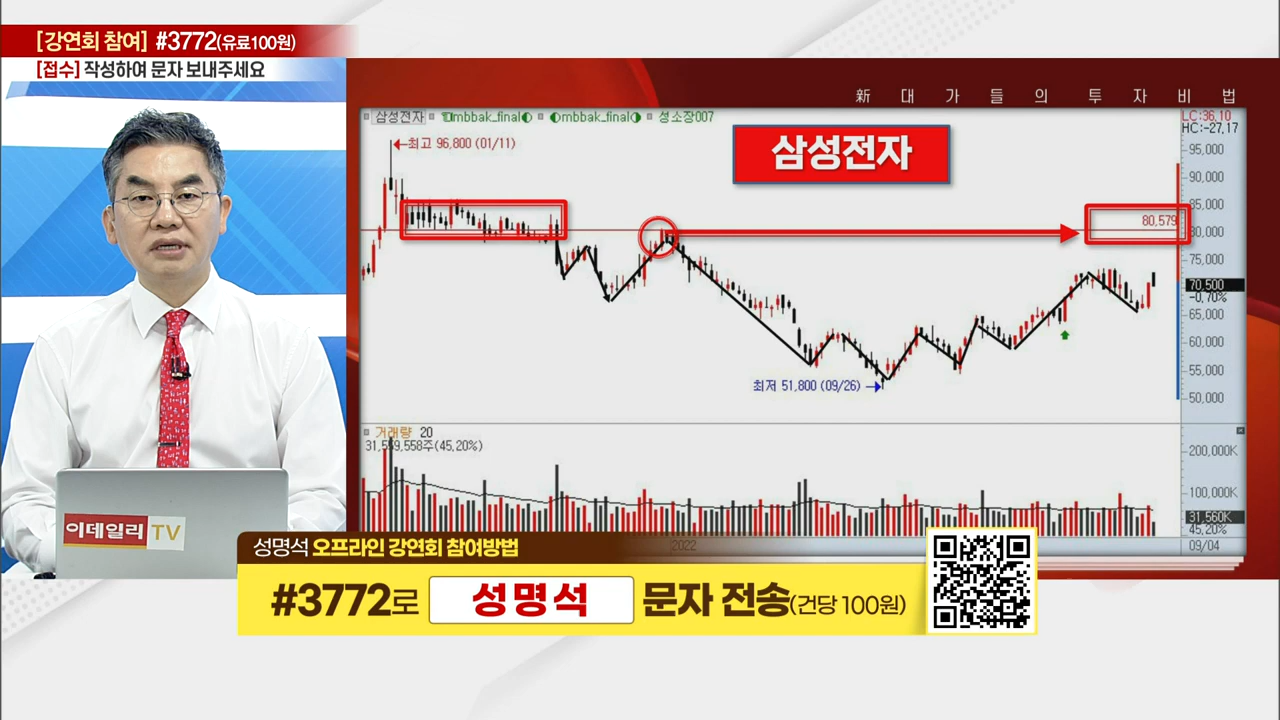 [강연회 참여] #3772(유료100원)
[접수] 작성하여 문자 보내주세요
新 대 가 들 의 투 자 비 법
삼성전자 mbbak_final mbbak_final 성소장007
LC:36,10
HC:-27,17
삼성전자
최고 96,800 (01/11)
95,000
90,000
85,000
80,579
80,000
75,000
70,500
-0,70%
65,000
60,000
55,000
50,000
최저 51,800 (09/26)
거래량 20
31,559,558주(45,20%)
200,000K
100,000K
31,560K
45,20%
2022
09/04
이데일리 TV
성명석 오프라인 강연회 참여방법
#3772로 성명석 문자 전송(건당 100원)